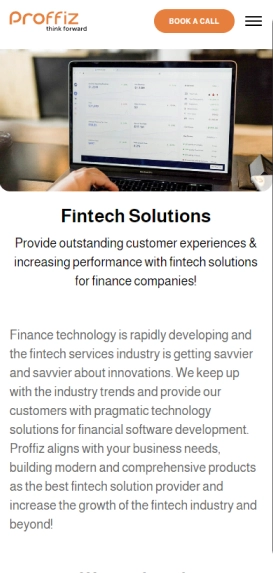 Proffiz
think forward
BOOK A CALL
Fintech Solutions
Provide outstanding customer experiences &
increasing performance with fintech solutions
for finance companies!
Finance technology is rapidly developing and
the fintech services industry is getting savvier
and savvier about innovations. We keep up
with the industry trends and provide our
customers with pragmatic technology
solutions for financial software development.
Proffiz aligns with your business needs,
building modern and comprehensive products
as the best fintech solution provider and
increase the growth of the fintech industry and
beyond!